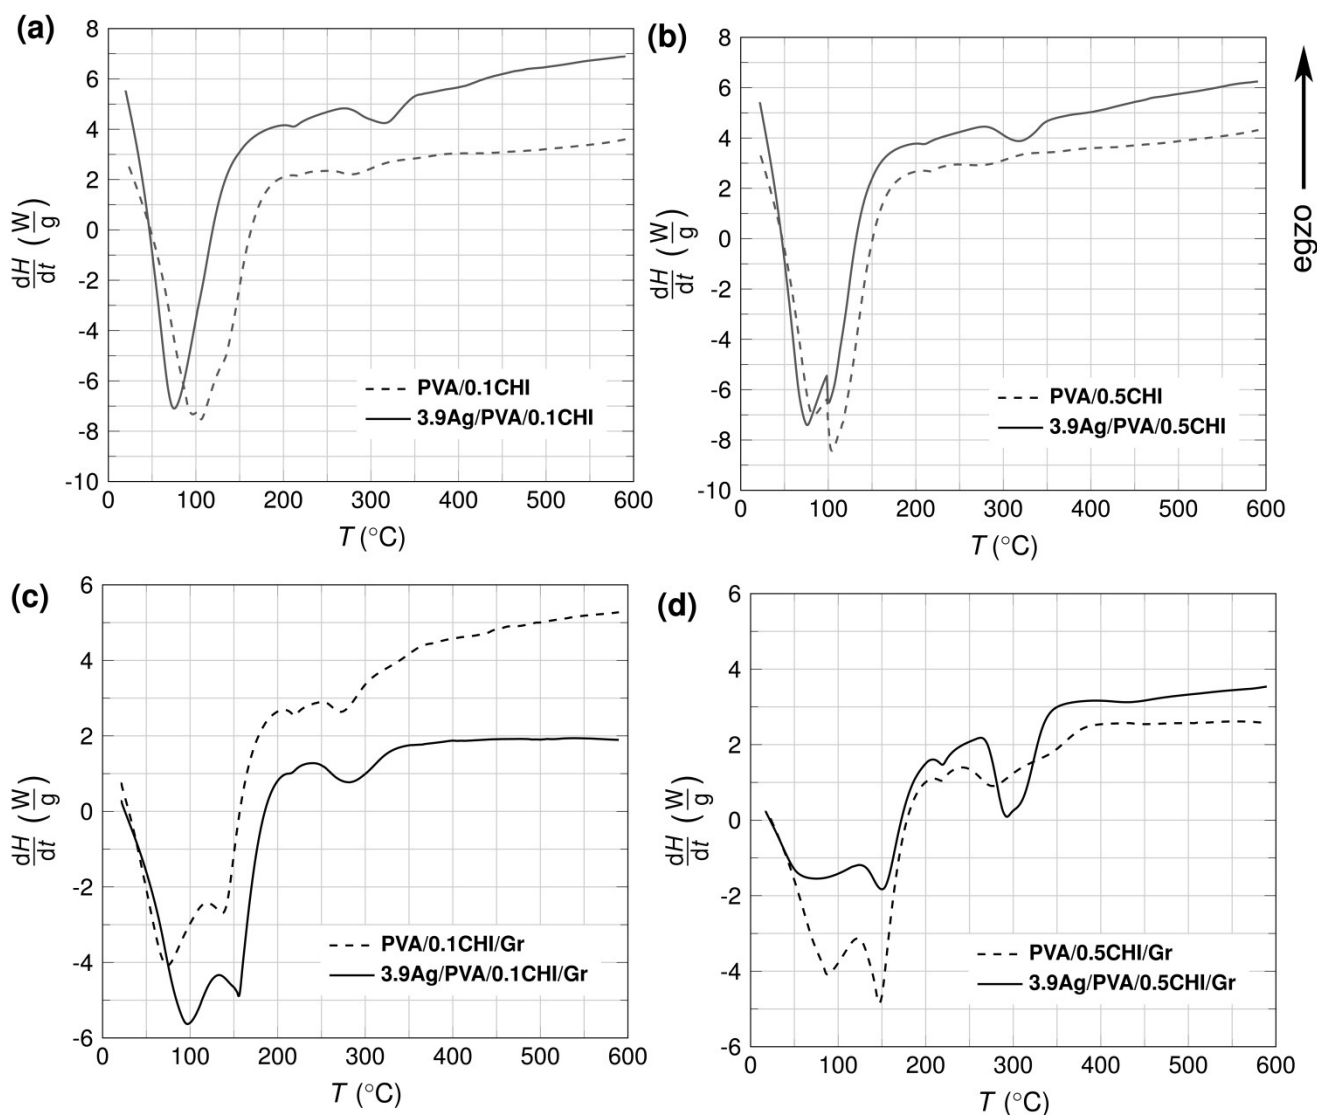 (a)
8
6
4
2
0
-2
-4
-6
-8
-10
0 100 200 300 400 500 600
dH/dt (W/g)
T (°C)
PVA/0.1CHI
3.9Ag/PVA/0.1CHI
(b)
8
6
4
2
0
-2
-4
-6
-8
-10
0 100 200 300 400 500 600
dH/dt (W/g)
T (°C)
PVA/0.5CHI
3.9Ag/PVA/0.5CHI
egzo
(c)
6
4
2
0
-2
-4
-6
0 100 200 300 400 500 600
dH/dt (W/g)
T (°C)
PVA/0.1CHI/Gr
3.9Ag/PVA/0.1CHI/Gr
(d)
6
4
2
0
-2
-4
-6
0 100 200 300 400 500 600
dH/dt (W/g)
T (°C)
PVA/0.5CHI/Gr
3.9Ag/PVA/0.5CHI/Gr